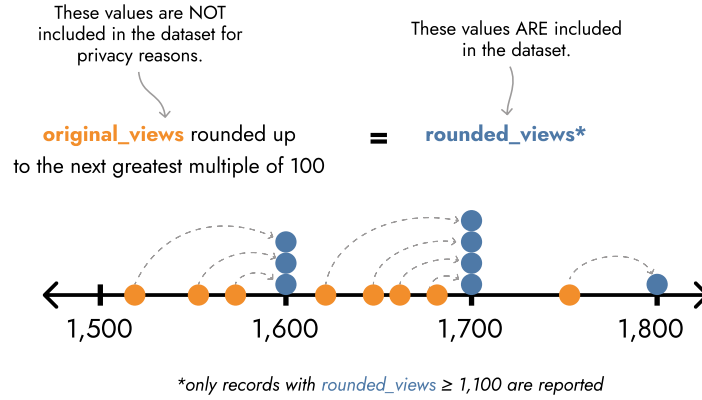 These values are NOT
included in the dataset for
privacy reasons.
These values ARE included
in the dataset.
original_views rounded up
to the next greatest multiple of 100
=
rounded_views*
1,500
1,600
1,700
1,800
*only records with rounded_views ≥ 1,100 are reported